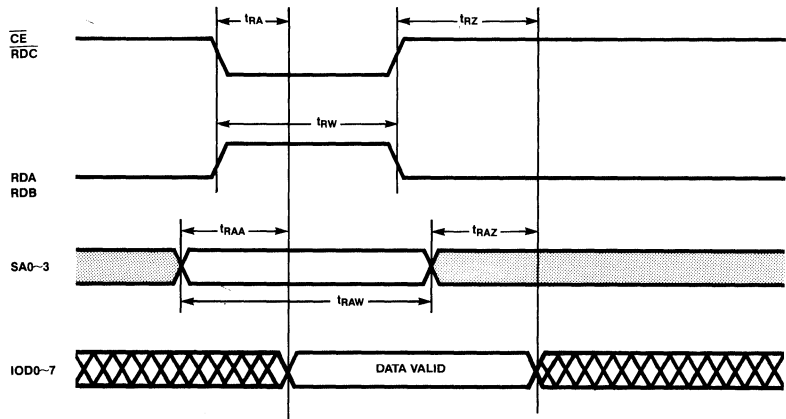 tRA
tRZ
CE
RDC
tRW
RDA
RDB
tRAA
tRAZ
SA0~3
tRAW
IOD0~7
DATA VALID